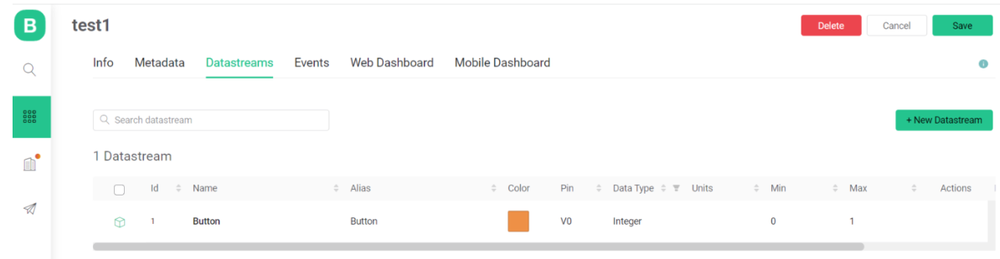 B
test1
Delete Cancel Save
Info Metadata Datastreams Events Web Dashboard Mobile Dashboard
Search datastream
+ New Datastream
1 Datastream
Id Name Alias Color Pin Data Type Units Min Max Actions
1 Button Button V0 Integer 0 1